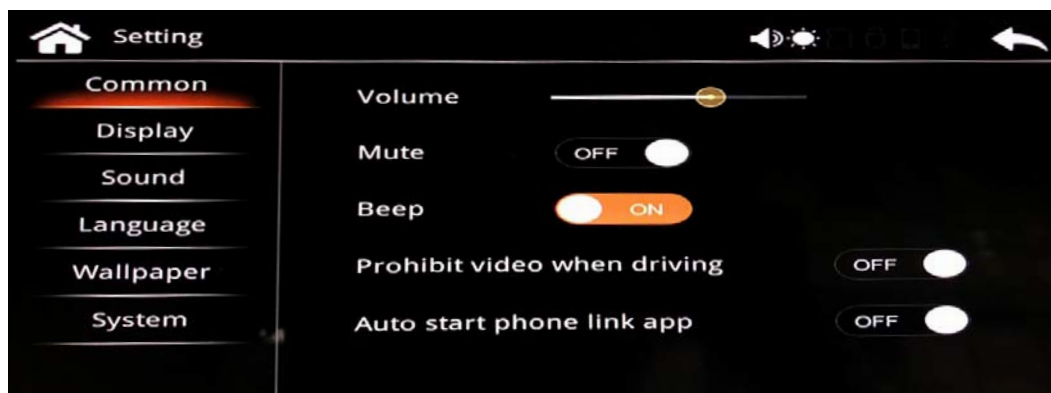 Setting
Common
Display
Sound
Language
Wallpaper
System
Volume
Mute OFF
Beep ON
Prohibit video when driving OFF
Auto start phone link app OFF